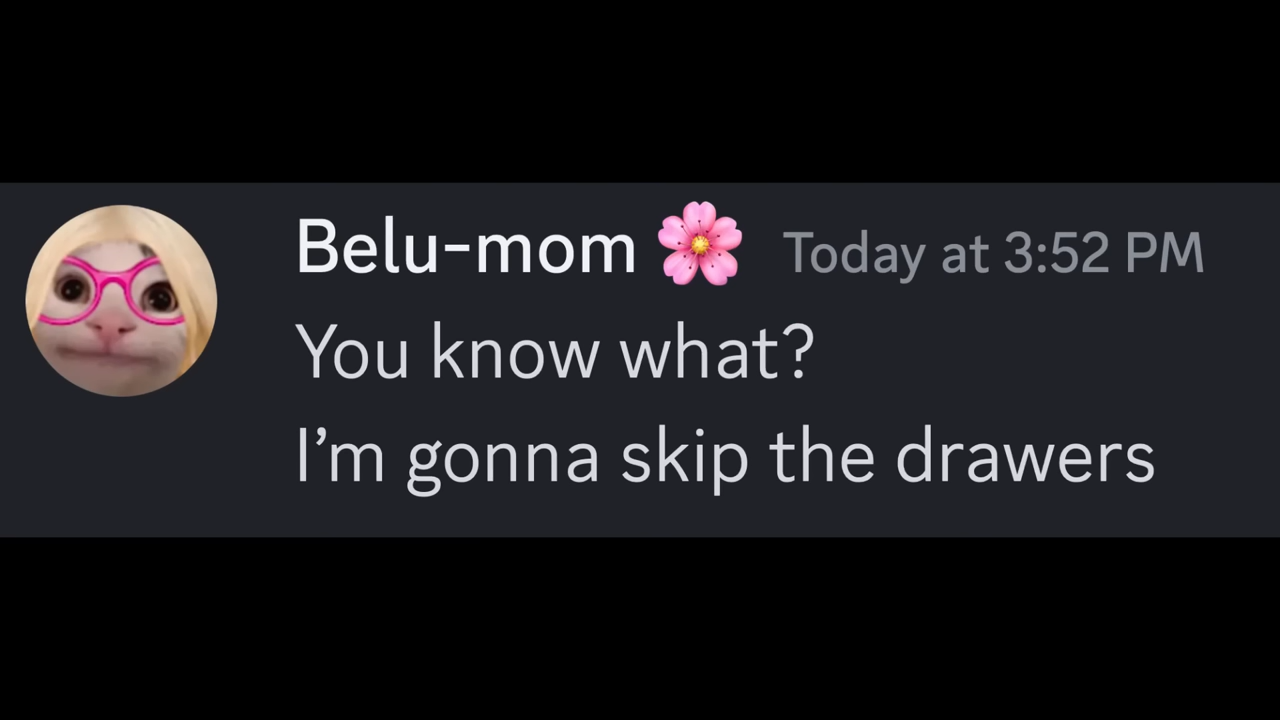 Belu-mom 🌸 Today at 3:52 PM
You know what?
I’m gonna skip the drawers